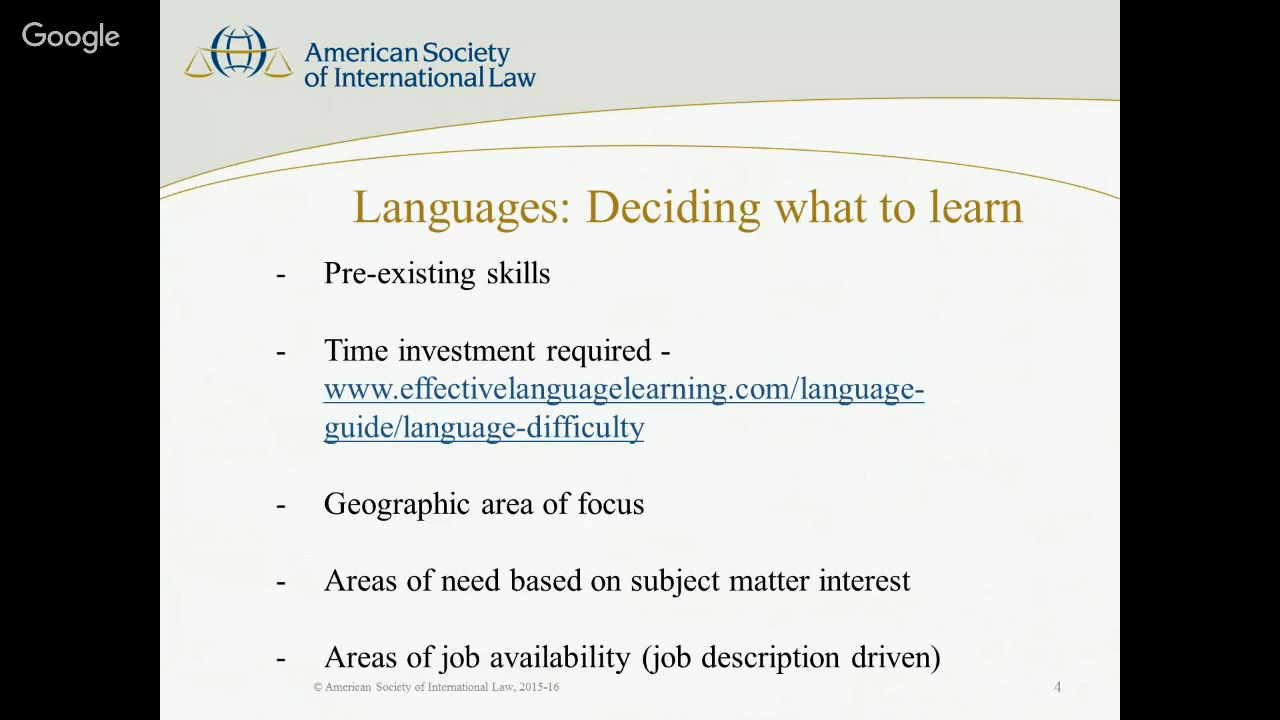 Google
American Society
of International Law
Languages: Deciding what to learn
- Pre-existing skills
- Time investment required -
www.effectivelanguagelearning.com/language-
guide/language-difficulty
- Geographic area of focus
- Areas of need based on subject matter interest
- Areas of job availability (job description driven)
© American Society of International Law, 2015-16
4